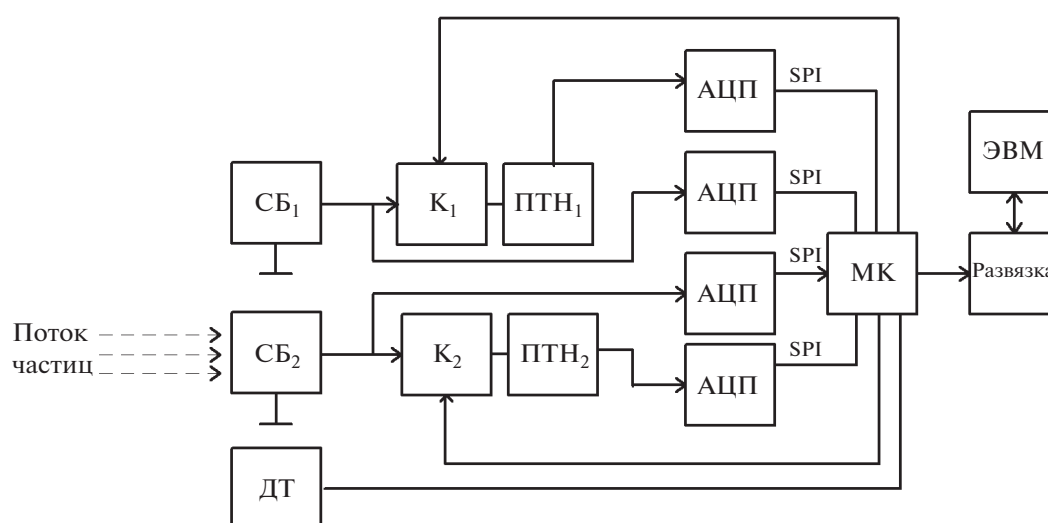 АЦП
SPI
ЭВМ
СБ₁
К₁
ПТН₁
АЦП
SPI
АЦП
SPI
МК
Развязка
Поток
частиц
СБ₂
К₂
ПТН₂
АЦП
SPI
ДТ